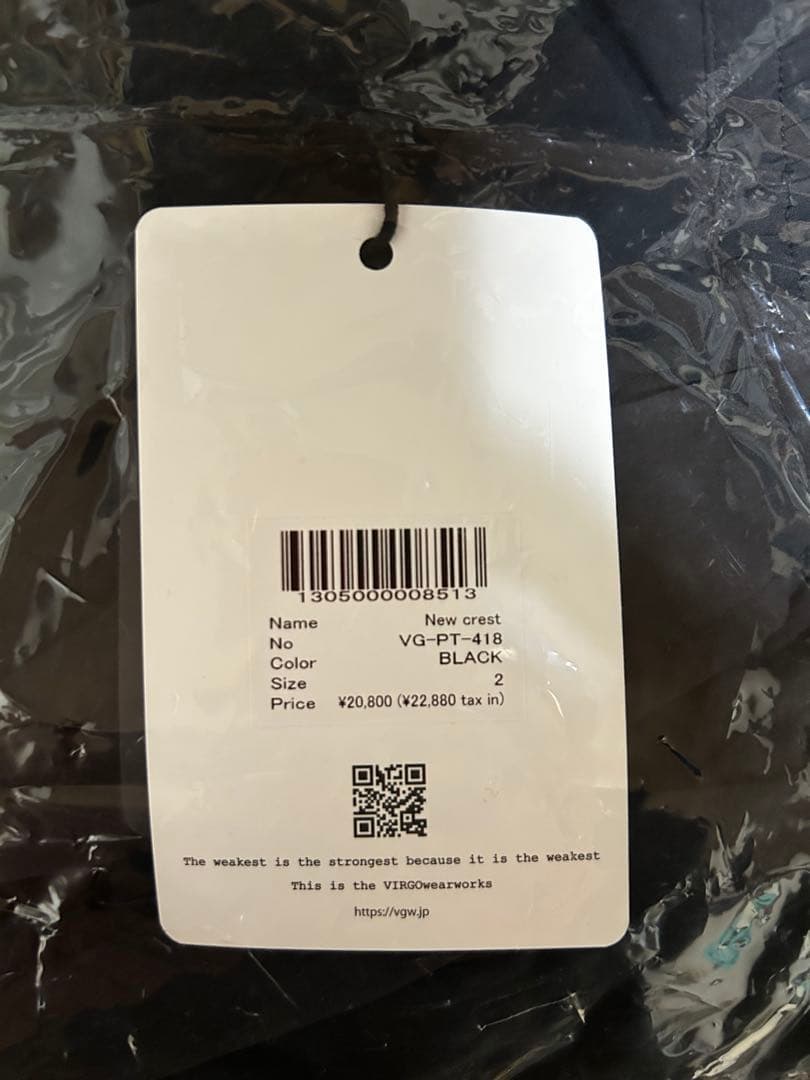 1305000008513
Name New crest
No VG-PT-418
Color BLACK
Size 2
Price ¥20,800 (¥22,880 tax in)
The weakest is the strongest because it is the weakest
This is the VIRGOwearworks
https://vgw.jp